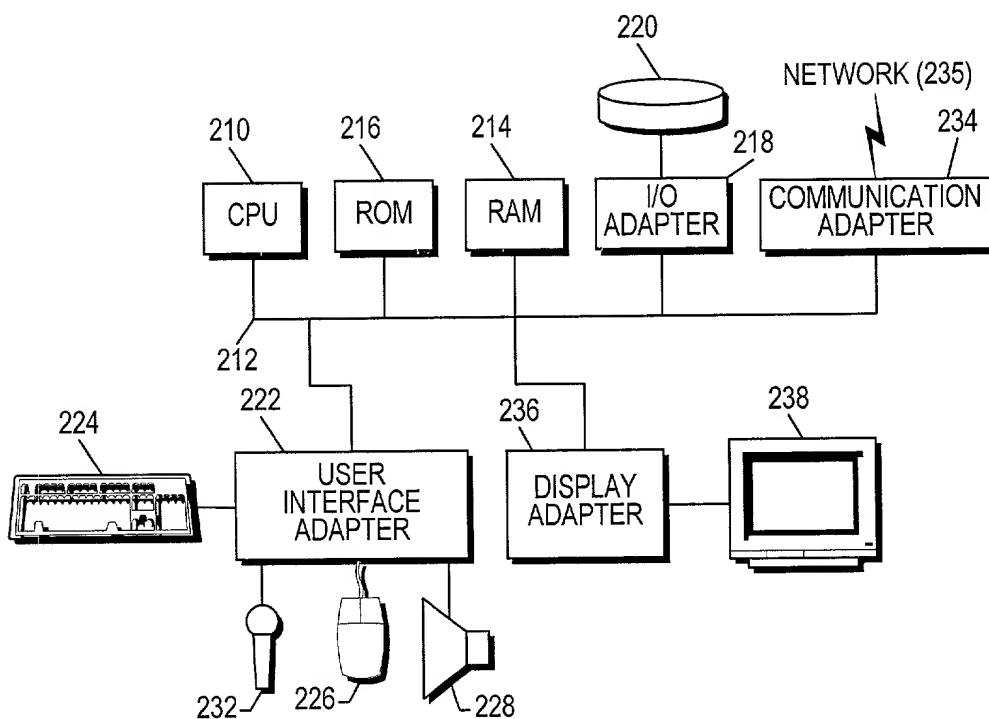 220
NETWORK (235)
210
216
214
218
234
CPU
ROM
RAM
I/O
ADAPTER
COMMUNICATION
ADAPTER
212
222
236
238
224
USER
INTERFACE
ADAPTER
DISPLAY
ADAPTER
232
226
228